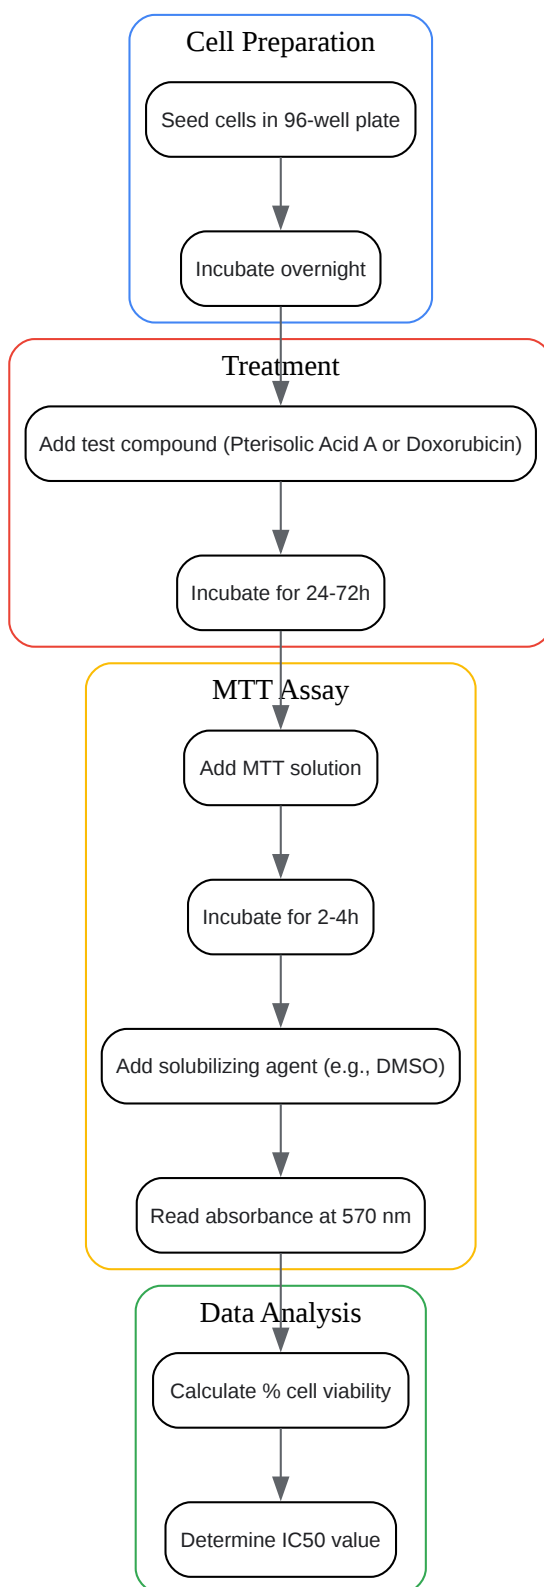 Cell Preparation
Seed cells in 96-well plate
Incubate overnight
Treatment
Add test compound (Pterisolic Acid A or Doxorubicin)
Incubate for 24-72h
MTT Assay
Add MTT solution
Incubate for 2-4h
Add solubilizing agent (e.g., DMSO)
Read absorbance at 570 nm
Data Analysis
Calculate % cell viability
Determine IC50 value